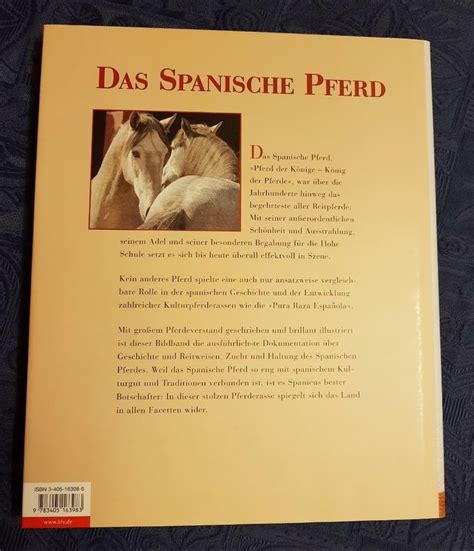 DAS SPANISCHE PFERD
Das Spanische Pferd,
»Pferd der Könige – König
der Pferde«, war über die
Jahrhunderte hinweg das
begehrteste aller Reitpferde;
Mit seiner außerordentlichen
Schönheit und Ausstrahlung,
seinem Adel und seiner besonderen Begabung für die Hohe
Schule setzt es sich bis heute überall effektvoll in Szene.
Kein anderes Pferd spielte eine auch nur ansatzweise vergleich-
bare Rolle in der spanischen Geschichte und der Entwicklung
zahlreicher Kulturpferderassen wie die »Pura Raza Española«.
Mit großem Pferdeverstand geschrieben und brillant illustriert
ist dieser Bildband die ausführlichste Dokumentation über
Geschichte und Reitweisen, Zucht und Haltung des Spanischen
Pferdes. Weil das Spanische Pferd so eng mit spanischem Kul-
turgut und Traditionen verbunden ist, ist es Spaniens bester
Botschafter: In dieser stolzen Pferderasse spiegelt sich das Land
in allen Facetten wider.
ISBN 3-405-16398-6
9 783405 163983
www.blv.de